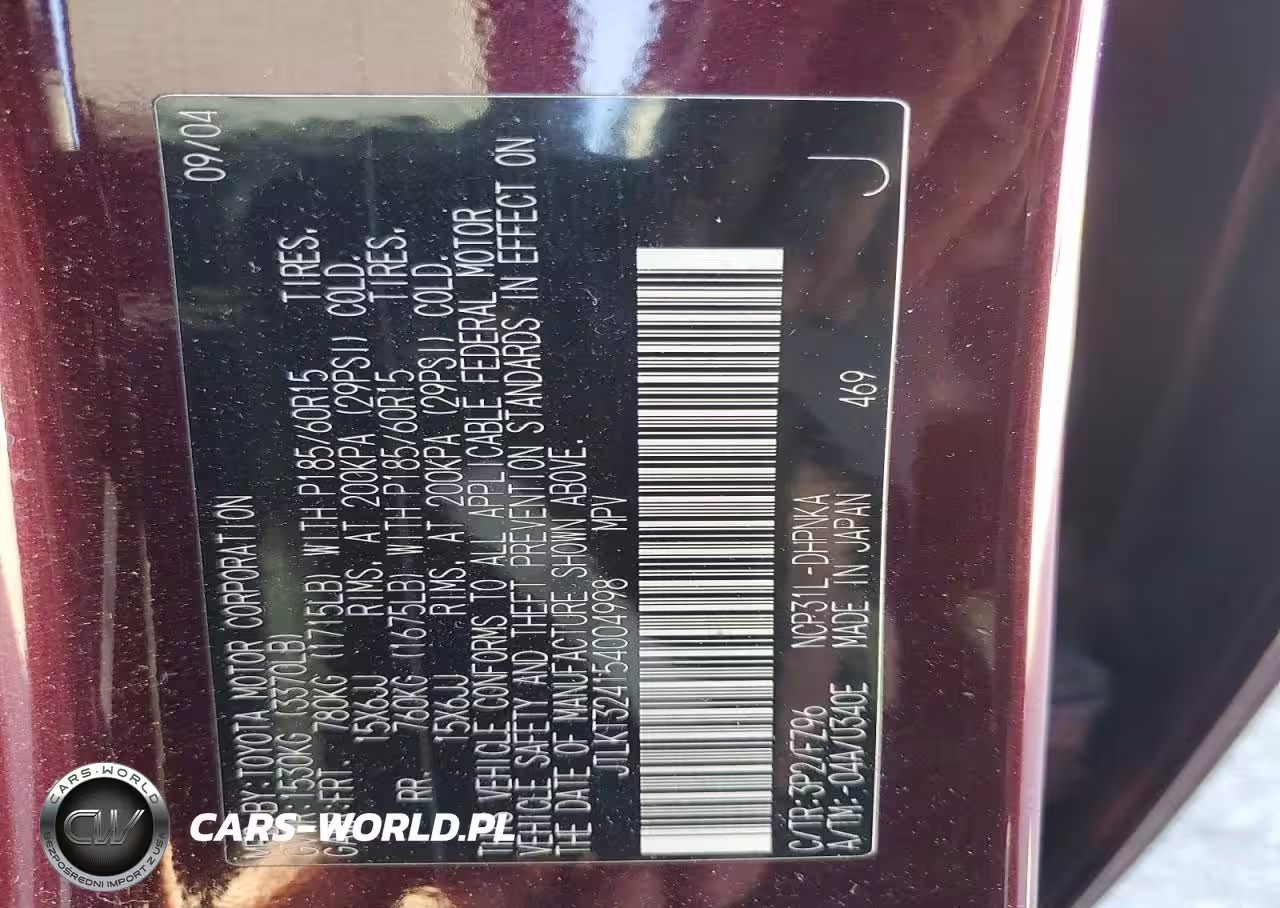 MFD.BY:TOYOTA MOTOR CORPORATION 09/04
GVWR:1530KG (3370LB)
GAWR:FRT. 780KG (1715LB) WITH P185/60R15 TIRES,
15X6JJ RIMS, AT 200KPA (29PSI) COLD.
RR. 760KG (1675LB) WITH P185/60R15 TIRES,
15X6JJ RIMS, AT 200KPA (29PSI) COLD.
THIS VEHICLE CONFORMS TO ALL APPLICABLE FEDERAL MOTOR
VEHICLE SAFETY AND THEFT PREVENTION STANDARDS IN EFFECT ON
THE DATE OF MANUFACTURE SHOWN ABOVE.
JTLKT324154004998 MPV
C/TR:3P2/FZ96 NCP31L-DHPNKA
A/TM:-04A/U340E MADE IN JAPAN 469 J
CARS-WORLD
CW
BEZPOŚREDNI IMPORT Z USA
CARS-WORLD.PL